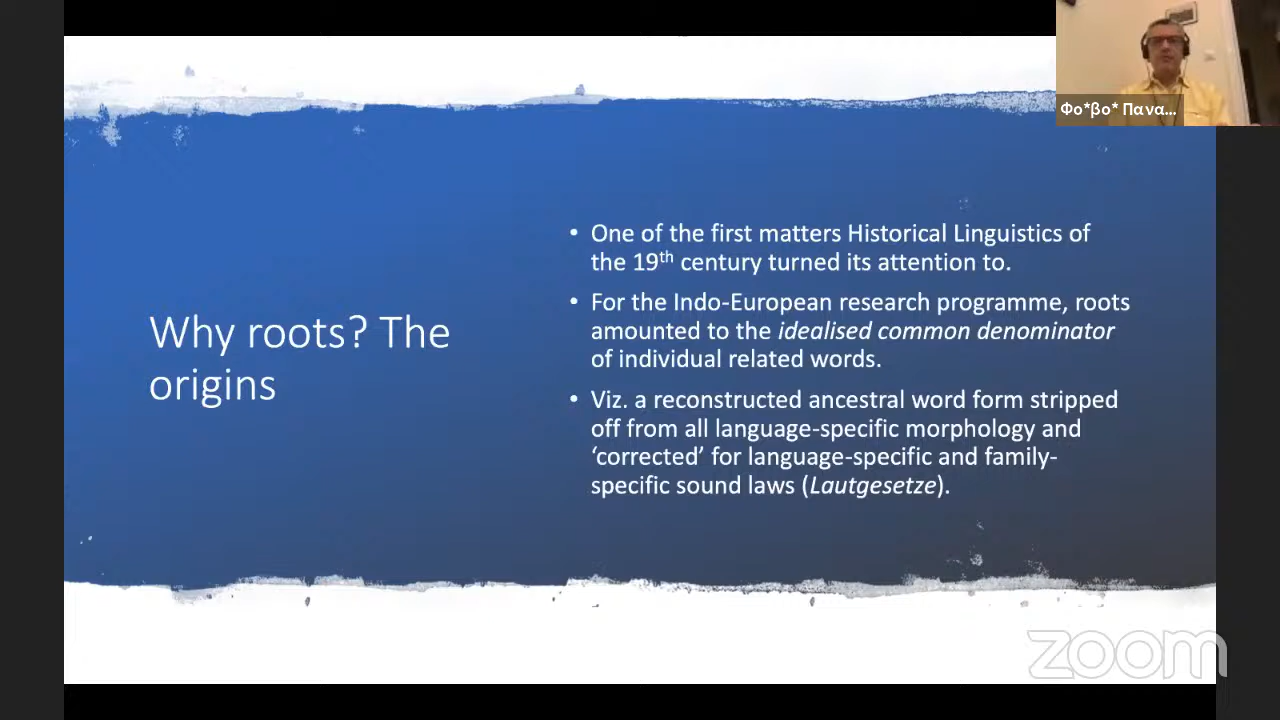 Φο*βο* Πανα...
Why roots? The
origins
• One of the first matters Historical Linguistics of
the 19th century turned its attention to.
• For the Indo-European research programme, roots
amounted to the idealised common denominator
of individual related words.
• Viz. a reconstructed ancestral word form stripped
off from all language-specific morphology and
‘corrected’ for language-specific and family-
specific sound laws (Lautgesetze).
zoom